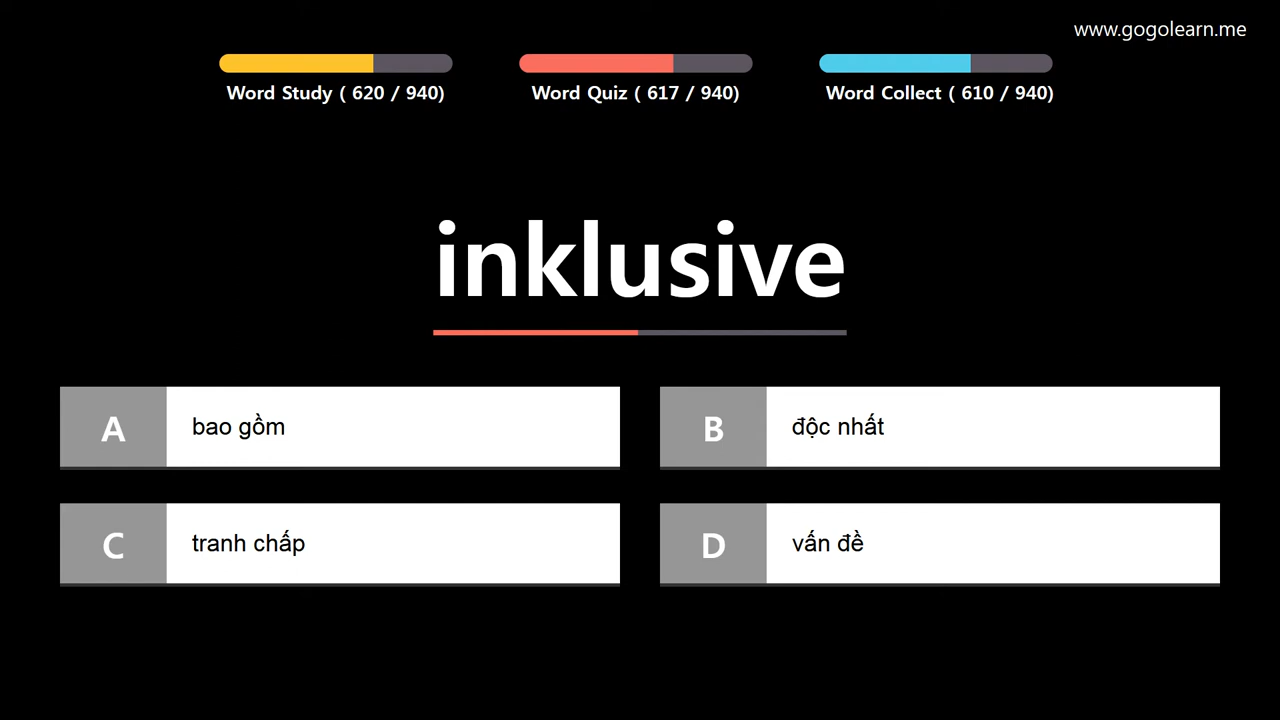 www.gogolearn.me
Word Study ( 620 / 940)
Word Quiz ( 617 / 940)
Word Collect ( 610 / 940)
inklusive
A bao gồm
B độc nhất
C tranh chấp
D vấn đề